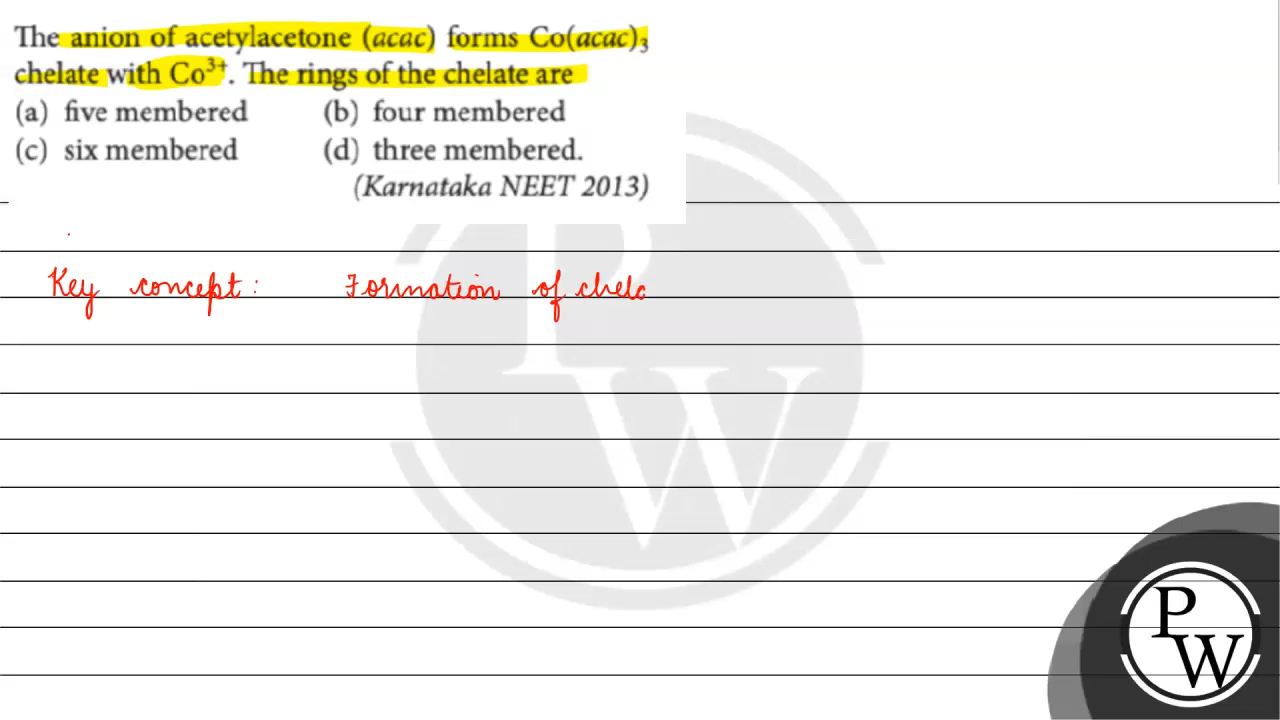 The anion of acetylacetone (acac) forms Co(acac)₃
chelate with Co³⁺. The rings of the chelate are
(a) five membered (b) four membered
(c) six membered (d) three membered.
(Karnataka NEET 2013)
Key concept: Formation of chela
P
W
P
W